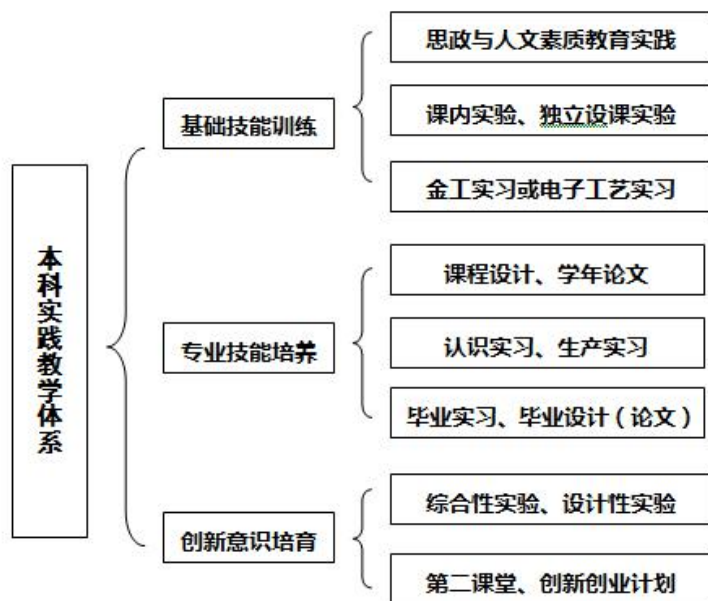 本科实践教学体系
基础技能训练
思政与人文素质教育实践
课内实验、独立设课实验
金工实习或电子工艺实习
专业技能培养
课程设计、学年论文
认识实习、生产实习
毕业实习、毕业设计（论文）
创新意识培育
综合性实验、设计性实验
第二课堂、创新创业计划